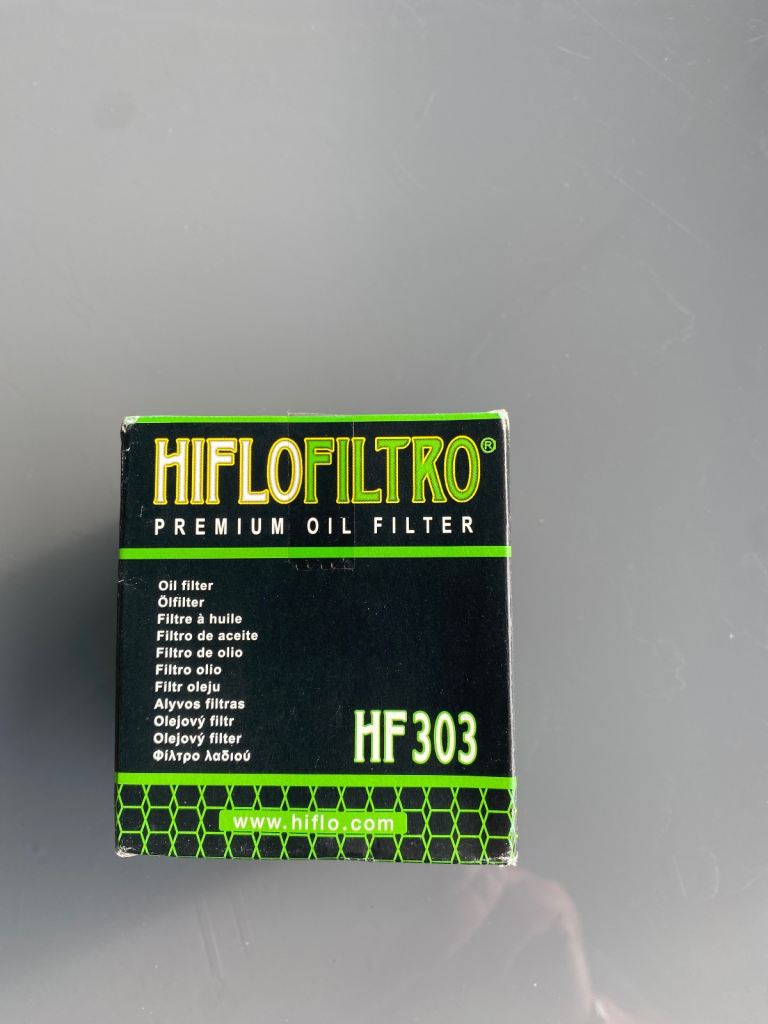 HIFLOFILTRO®
PREMIUM OIL FILTER
Oil filter
Ölfilter
Filtre à huile
Filtro de aceite
Filtro de olio
Filtro olio
Filtr oleju
Alyvos filtras
Olejový filtr
Olejový filter
Φίλτρο λαδιού
HF303
www.hiflo.com